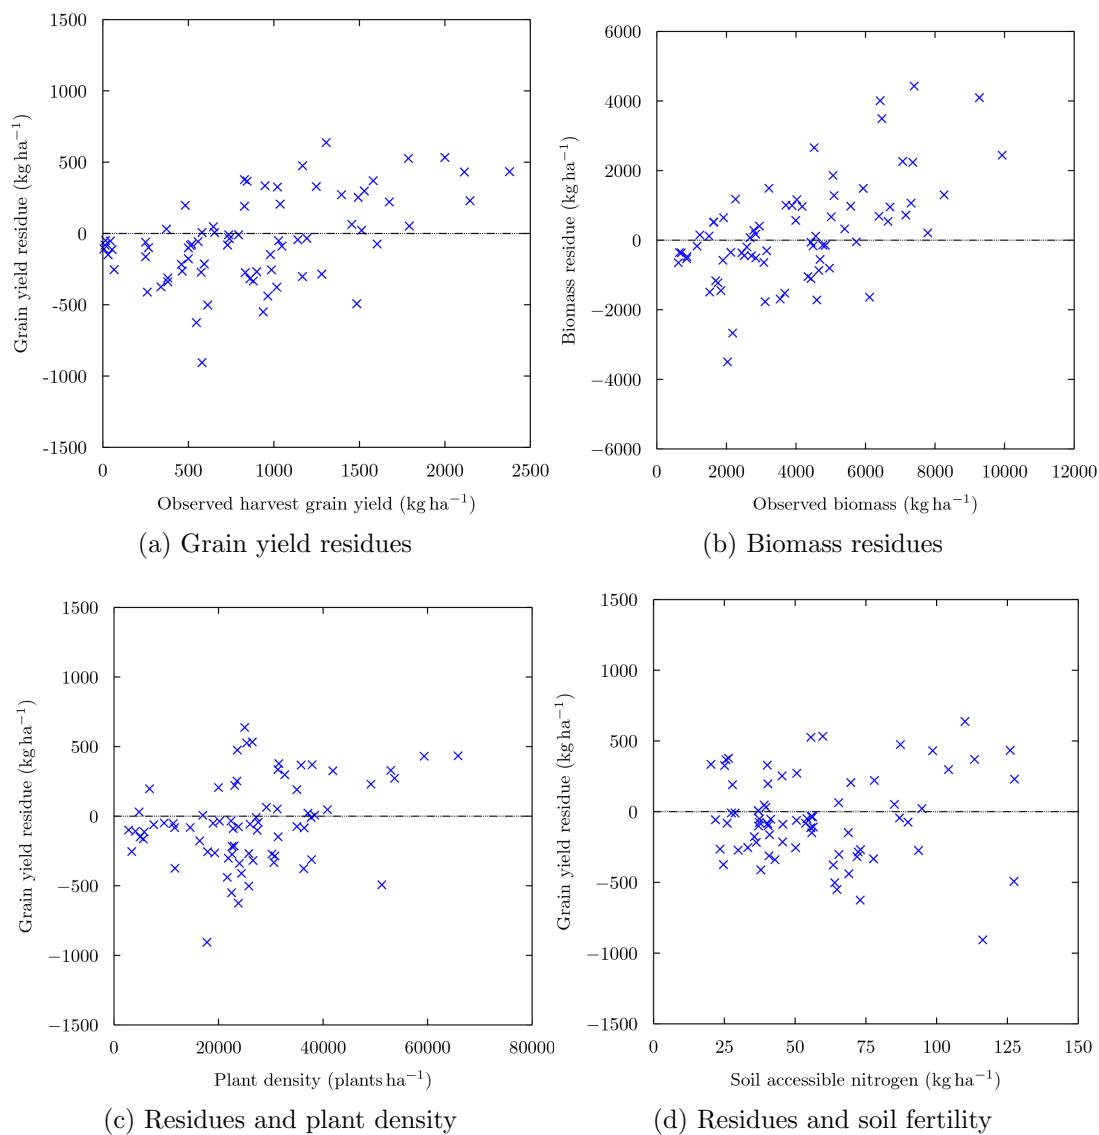 1500
1000
500
0
-500
-1000
-1500
0 500 1000 1500 2000 2500
Grain yield residue (kg ha⁻¹)
Observed harvest grain yield (kg ha⁻¹)
(a) Grain yield residues
6000
4000
2000
0
−2000
−4000
−6000
0 2000 4000 6000 8000 10000 12000
Biomass residue (kg ha⁻¹)
Observed biomass (kg ha⁻¹)
(b) Biomass residues
1500
1000
500
0
−500
−1000
−1500
0 20000 40000 60000 80000
Grain yield residue (kg ha⁻¹)
Plant density (plants ha⁻¹)
(c) Residues and plant density
1500
1000
500
0
−500
−1000
−1500
0 25 50 75 100 125 150
Grain yield residue (kg ha⁻¹)
Soil accessible nitrogen (kg ha⁻¹)
(d) Residues and soil fertility